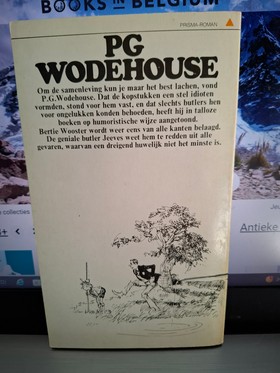 BOOKS IN BELGIUM
PRISMA-ROMAN
PG
WODEHOUSE
Om de samenleving kun je maar het best lachen, vond
P.G.Wodehouse. Dat de kopstukken een stel idioten
vormden, stond voor hem vast, en dat slechts butlers hen
voor ongelukken konden behoeden, heeft hij in talloze
boeken op humoristische wijze aangetoond.
Bertie Wooster wordt weer eens van alle kanten belaagd.
De geniale butler Jeeves weet hem te redden uit alle
gevaren, waarvan een dreigend huwelijk niet het minste is.
collecties
Antieke